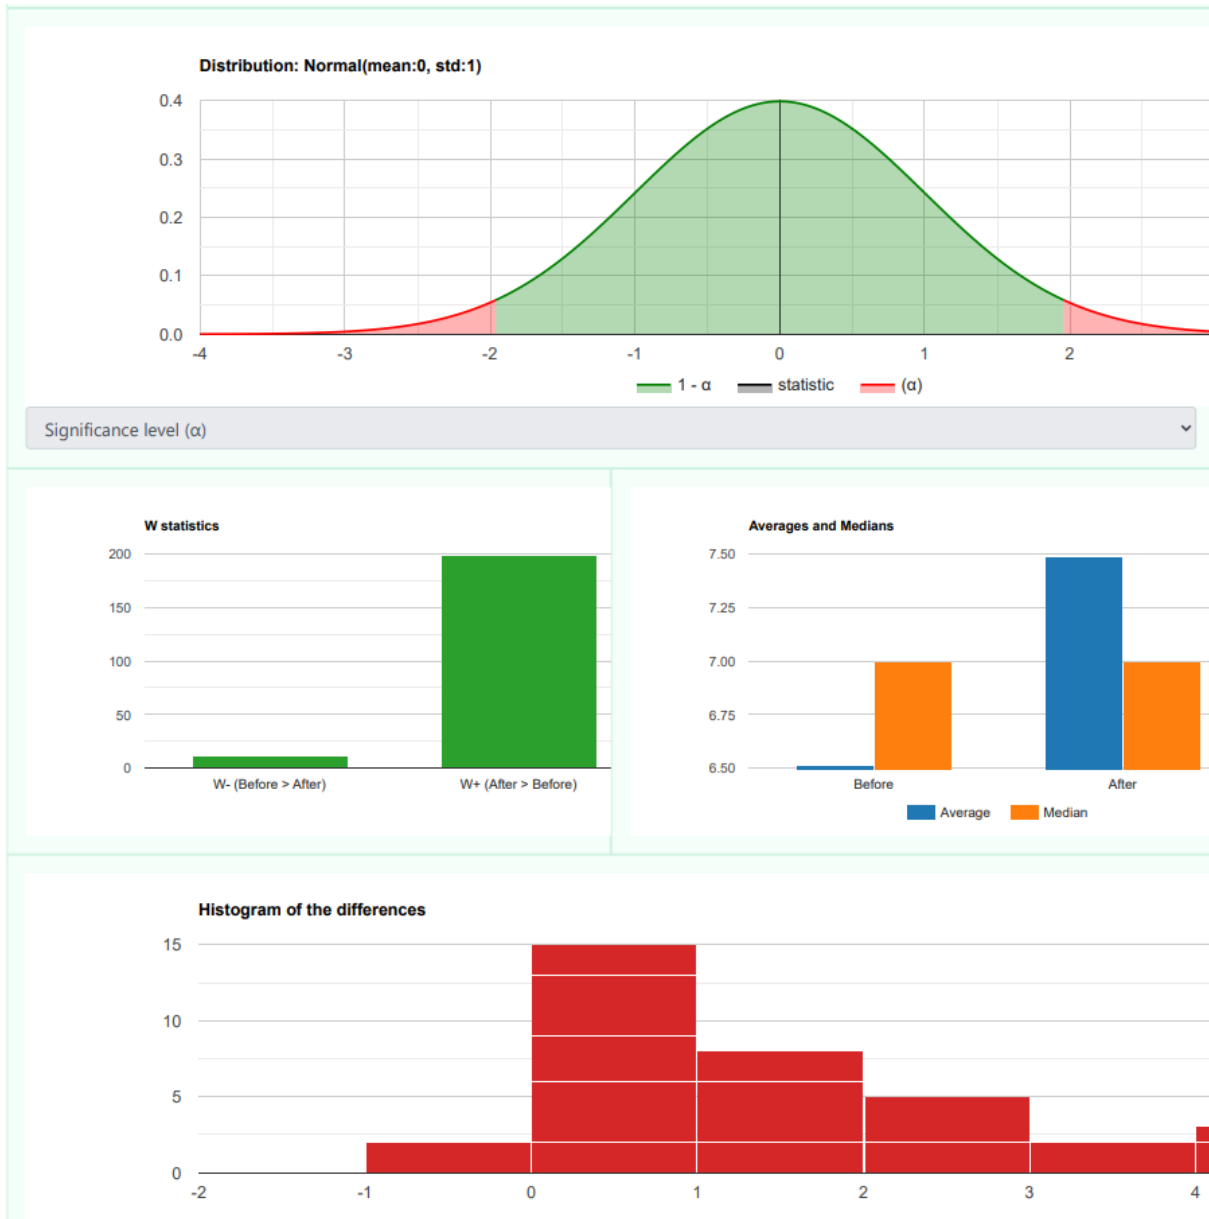 Distribution: Normal(mean:0, std:1)
0.4
0.3
0.2
0.1
0.0
-4 -3 -2 -1 0 1 2
1 - α statistic (α)
Significance level (α)
W statistics
200
150
100
50
0
W- (Before > After) W+ (After > Before)
Averages and Medians
7.50
7.25
7.00
6.75
6.50
Before After
Average Median
Histogram of the differences
15
10
5
0
-2 -1 0 1 2 3 4